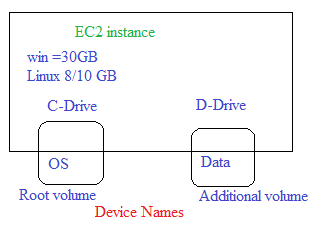 EC2 instance
win =30GB
Linux 8/10 GB
C-Drive
D-Drive
OS
Data
Root volume
Additional volume
Device Names